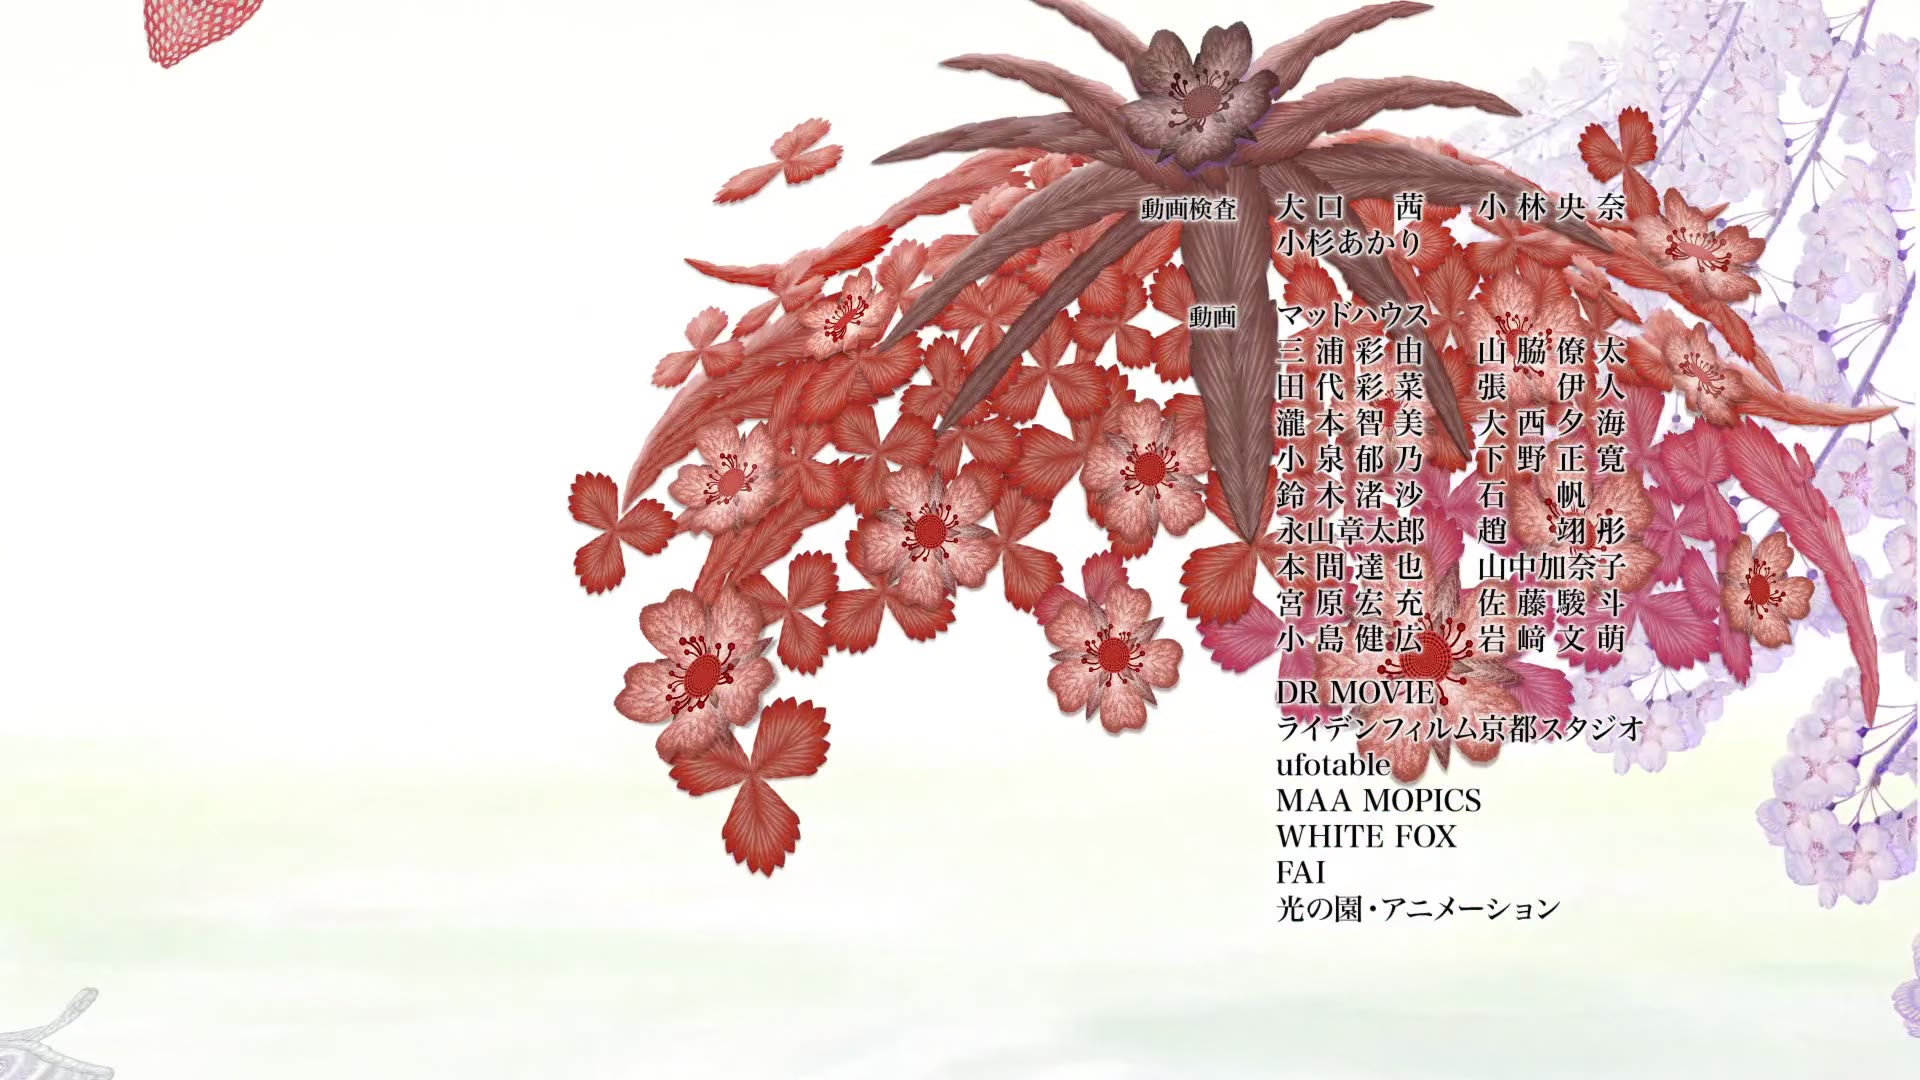 動画検査 大口 茜 小林央奈
小杉あかり
動画 マッドハウス
三浦彩由 山脇僚太
田代彩菜 張 伊人
瀧本智美 大西夕海
小泉郁乃 下野正寛
鈴木渚沙 石 帆
永山章太郎 趙 翊彤
本間達也 山中加奈子
宮原宏充 佐藤駿斗
小島健広 岩﨑文萌
DR MOVIE
ライデンフィルム京都スタジオ
ufotable
MAA MOPICS
WHITE FOX
FAI
光の園・アニメーション